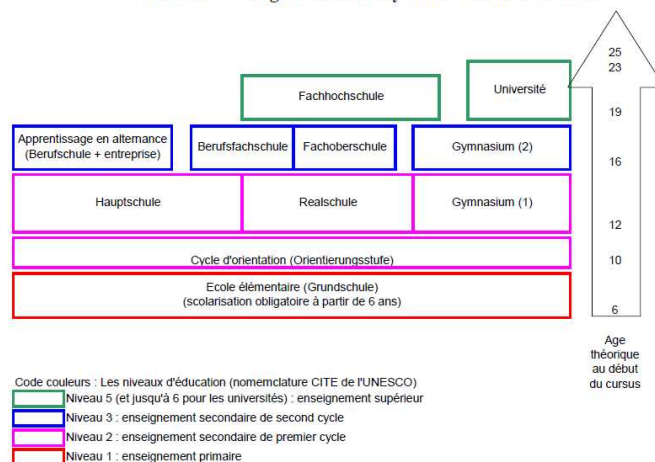 25
23
Fachhochschule
Université
19
Apprentissage en alternance
(Berufschule + entreprise)
Berufsfachschule
Fachoberschule
Gymnasium (2)
16
Hauptschule
Realschule
Gymnasium (1)
12
Cycle d'orientation (Orientierungsstufe)
10
Ecole élémentaire (Grundschule)
(scolarisation obligatoire à partir de 6 ans)
6
Age
théorique
au début
du cursus
Code couleurs : Les niveaux d'éducation (nomemclature CITE de l'UNESCO)
Niveau 5 (et jusqu'à 6 pour les universités) : enseignement supérieur
Niveau 3 : enseignement secondaire de second cycle
Niveau 2 : enseignement secondaire de premier cycle
Niveau 1 : enseignement primaire